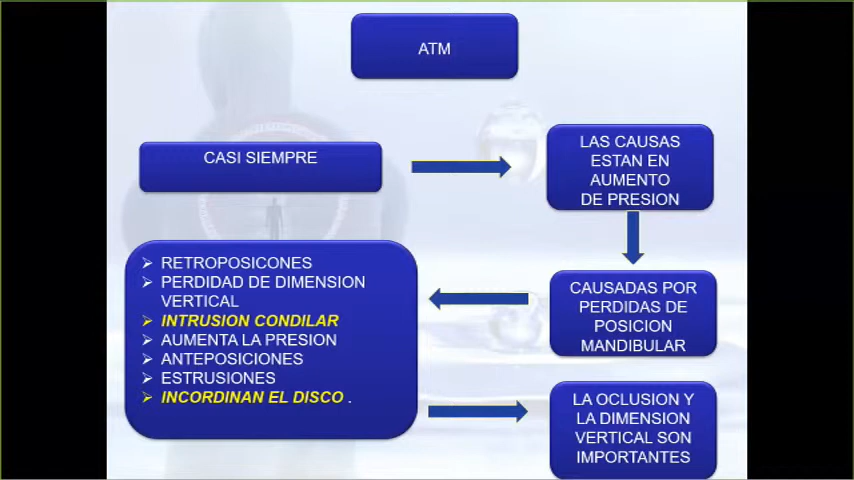 ATM
CASI SIEMPRE
LAS CAUSAS
ESTAN EN
AUMENTO
DE PRESION
CAUSADAS POR
PERDIDAS DE
POSICION
MANDIBULAR
RETROPOSICONES
PERDIDAD DE DIMENSION
VERTICAL
INTRUSION CONDILAR
AUMENTA LA PRESION
ANTEPOSICIONES
ESTRUSIONES
INCORDINAN EL DISCO .
LA OCLUSION Y
LA DIMENSION
VERTICAL SON
IMPORTANTES